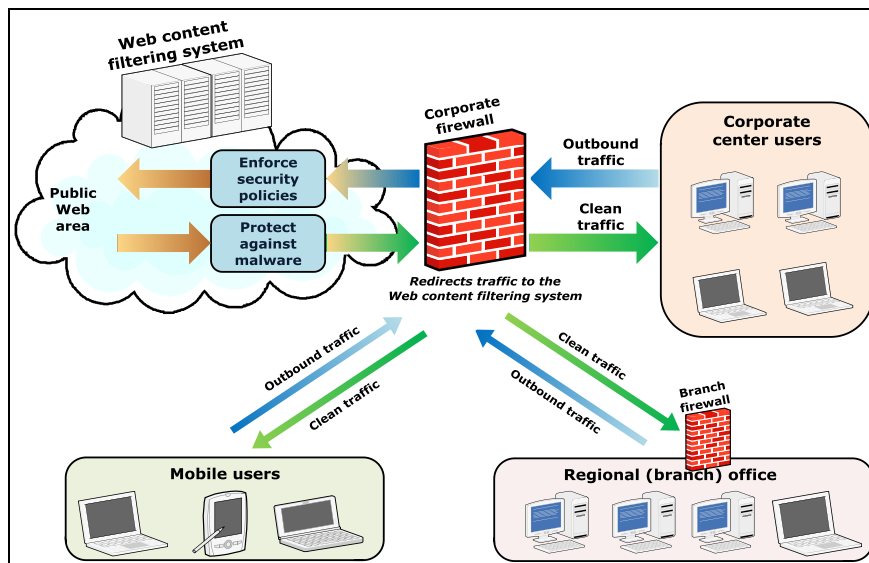 Web content
filtering system
Corporate
firewall
Corporate
center users
Outbound
traffic
Enforce
security
policies
Public
Web
area
Clean
traffic
Protect
against
malware
Redirects traffic to the
Web content filtering system
Outbound traffic
Clean traffic
Clean traffic
Outbound traffic
Branch
firewall
Mobile users
Regional (branch) office